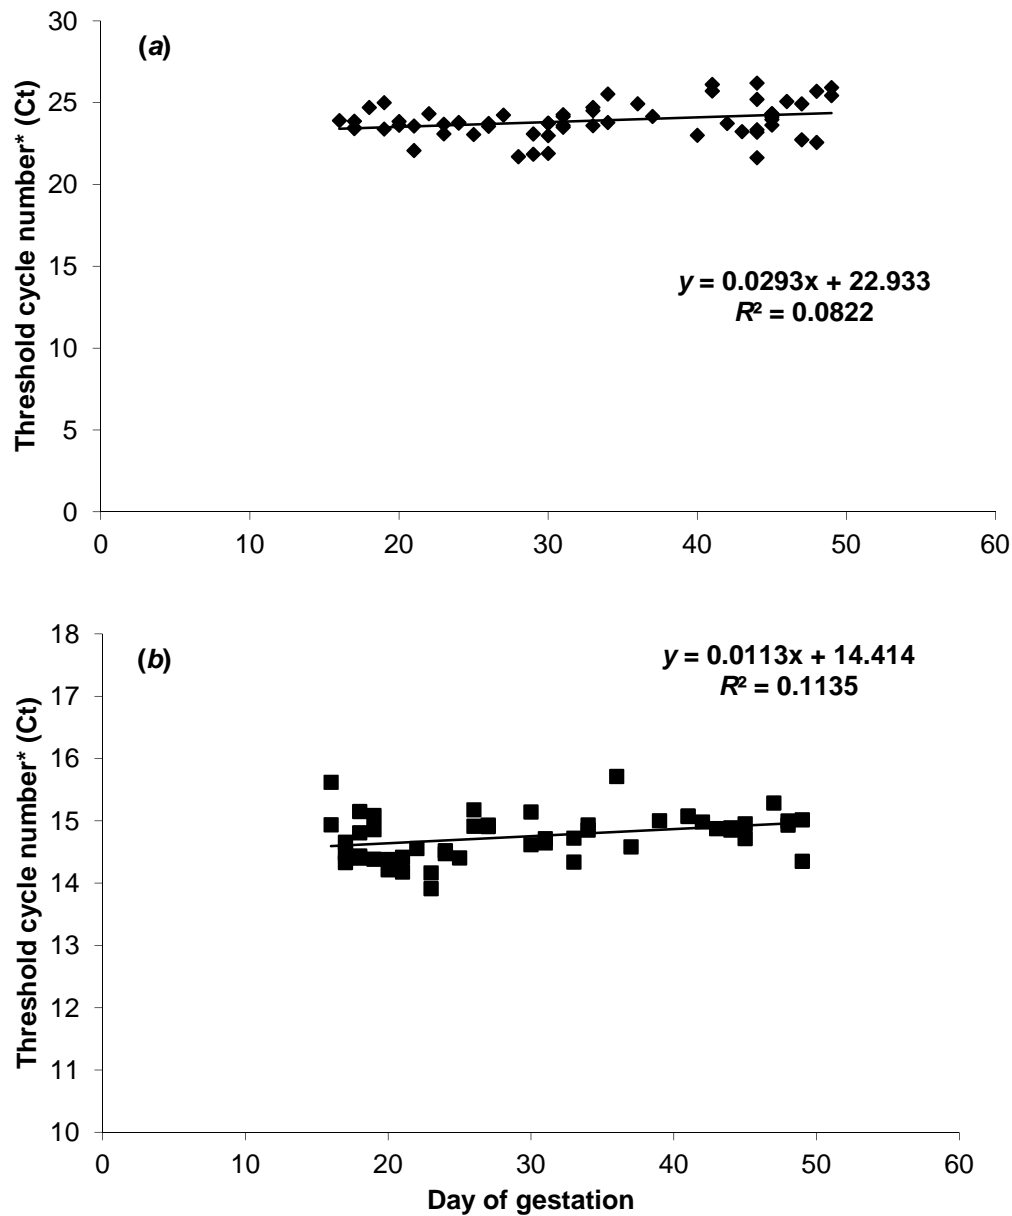 (a)
Threshold cycle number* (Ct)
30
25
20
15
10
5
0
y = 0.0293x + 22.933
R² = 0.0822
0 10 20 30 40 50 60
(b)
Threshold cycle number* (Ct)
18
17
16
15
14
13
12
11
10
y = 0.0113x + 14.414
R² = 0.1135
0 10 20 30 40 50 60
Day of gestation